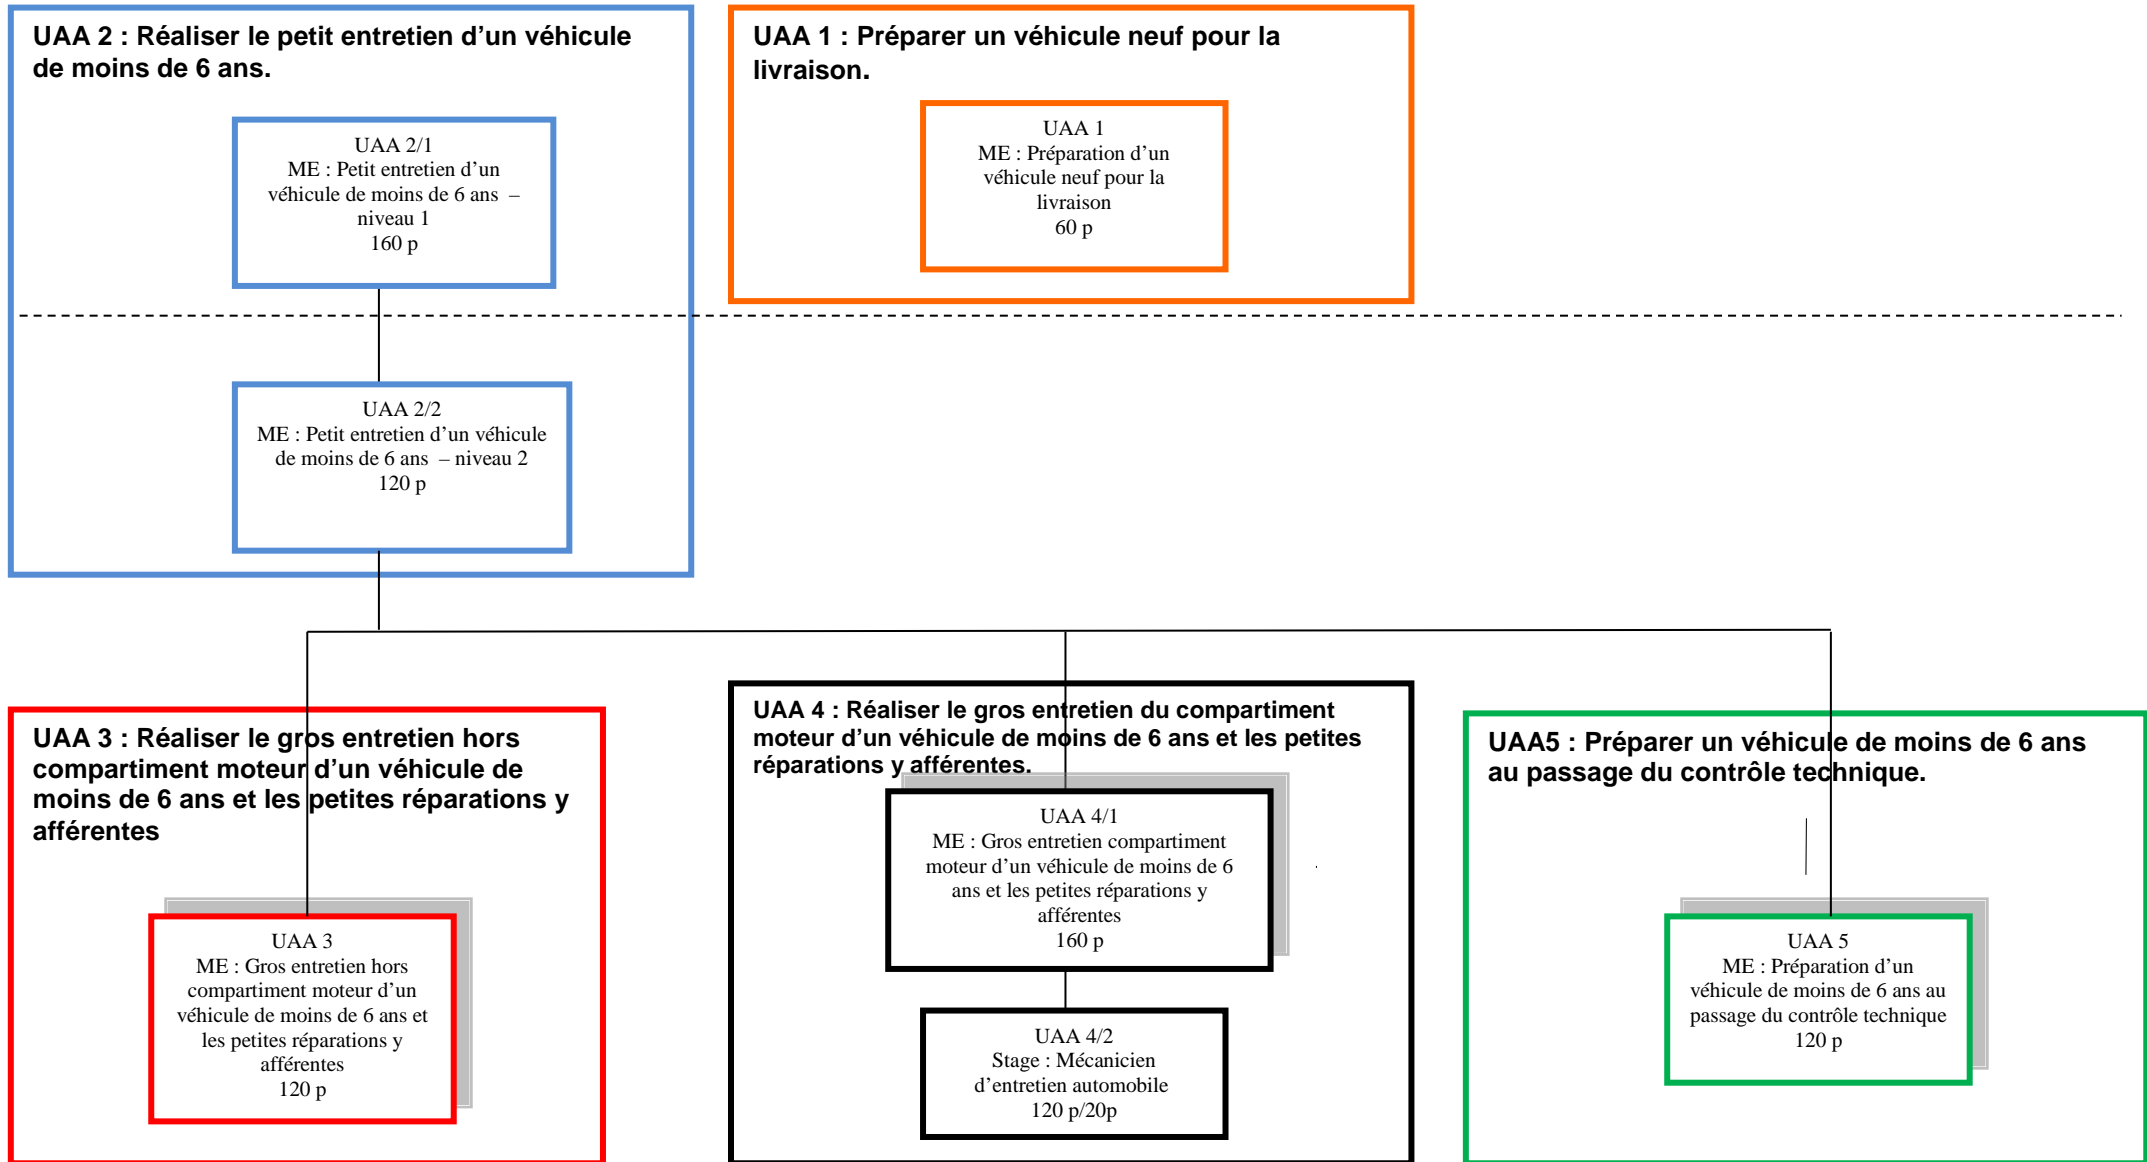 UAA 2 : Réaliser le petit entretien d’un véhicule
de moins de 6 ans.
UAA 2/1
ME : Petit entretien d’un
véhicule de moins de 6 ans –
niveau 1
160 p
UAA 2/2
ME : Petit entretien d’un véhicule
de moins de 6 ans – niveau 2
120 p
UAA 1 : Préparer un véhicule neuf pour la
livraison.
UAA 1
ME : Préparation d’un
véhicule neuf pour la
livraison
60 p
UAA 3 : Réaliser le gros entretien hors
compartiment moteur d’un véhicule de
moins de 6 ans et les petites réparations y
afférentes
UAA 3
ME : Gros entretien hors
compartiment moteur d’un
véhicule de moins de 6 ans et
les petites réparations y
afférentes
120 p
UAA 4 : Réaliser le gros entretien du compartiment
moteur d’un véhicule de moins de 6 ans et les petites
réparations y afférentes.
UAA 4/1
ME : Gros entretien compartiment
moteur d’un véhicule de moins de 6
ans et les petites réparations y
afférentes
160 p
UAA 4/2
Stage : Mécanicien
d’entretien automobile
120 p/20p
UAA5 : Préparer un véhicule de moins de 6 ans
au passage du contrôle technique.
UAA 5
ME : Préparation d’un
véhicule de moins de 6 ans au
passage du contrôle technique
120 p